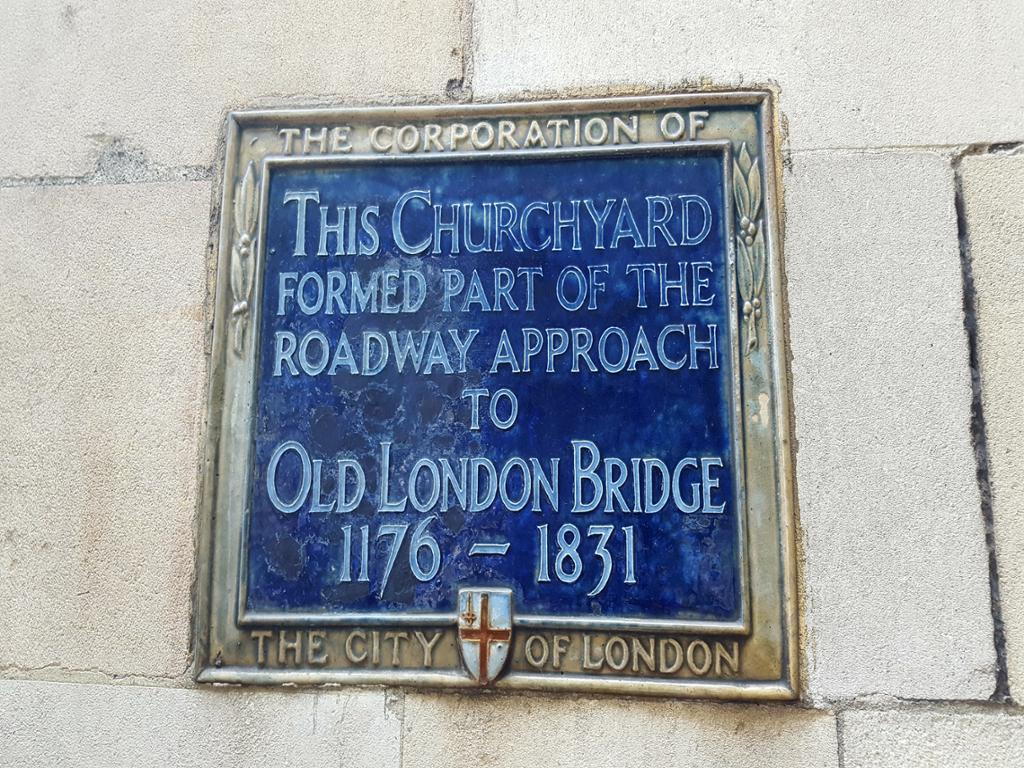 THE CORPORATION OF
THIS CHURCHYARD
FORMED PART OF THE
ROADWAY APPROACH
TO
OLD LONDON BRIDGE
1176 – 1831
THE CITY OF LONDON